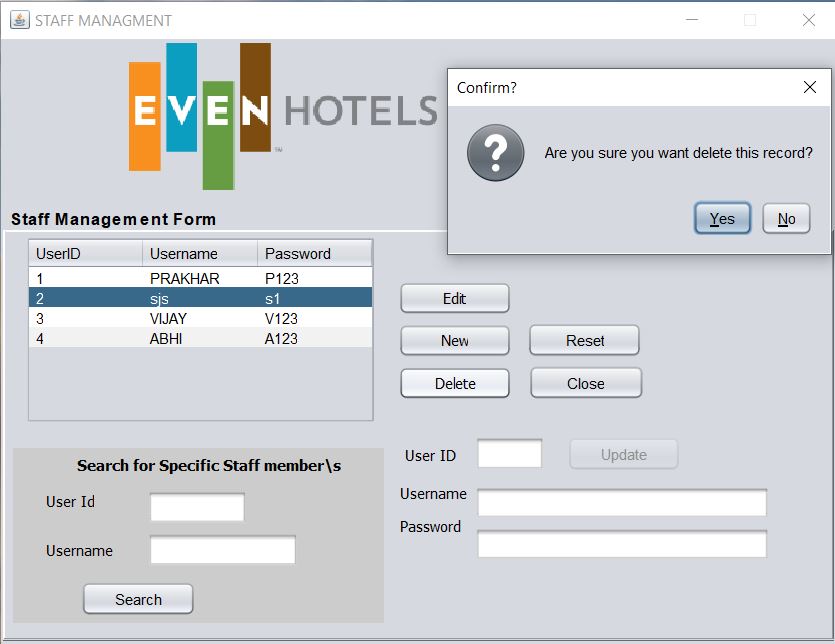 STAFF MANAGMENT
EVEN HOTELS
TM
Confirm?
Are you sure you want delete this record?
Yes No
Staff Management Form
UserID Username Password
1 PRAKHAR P123
2 sjs s1
3 VIJAY V123
4 ABHI A123
Edit
New Reset
Delete Close
Search for Specific Staff member\s
User Id
Username
Search
User ID Update
Username
Password